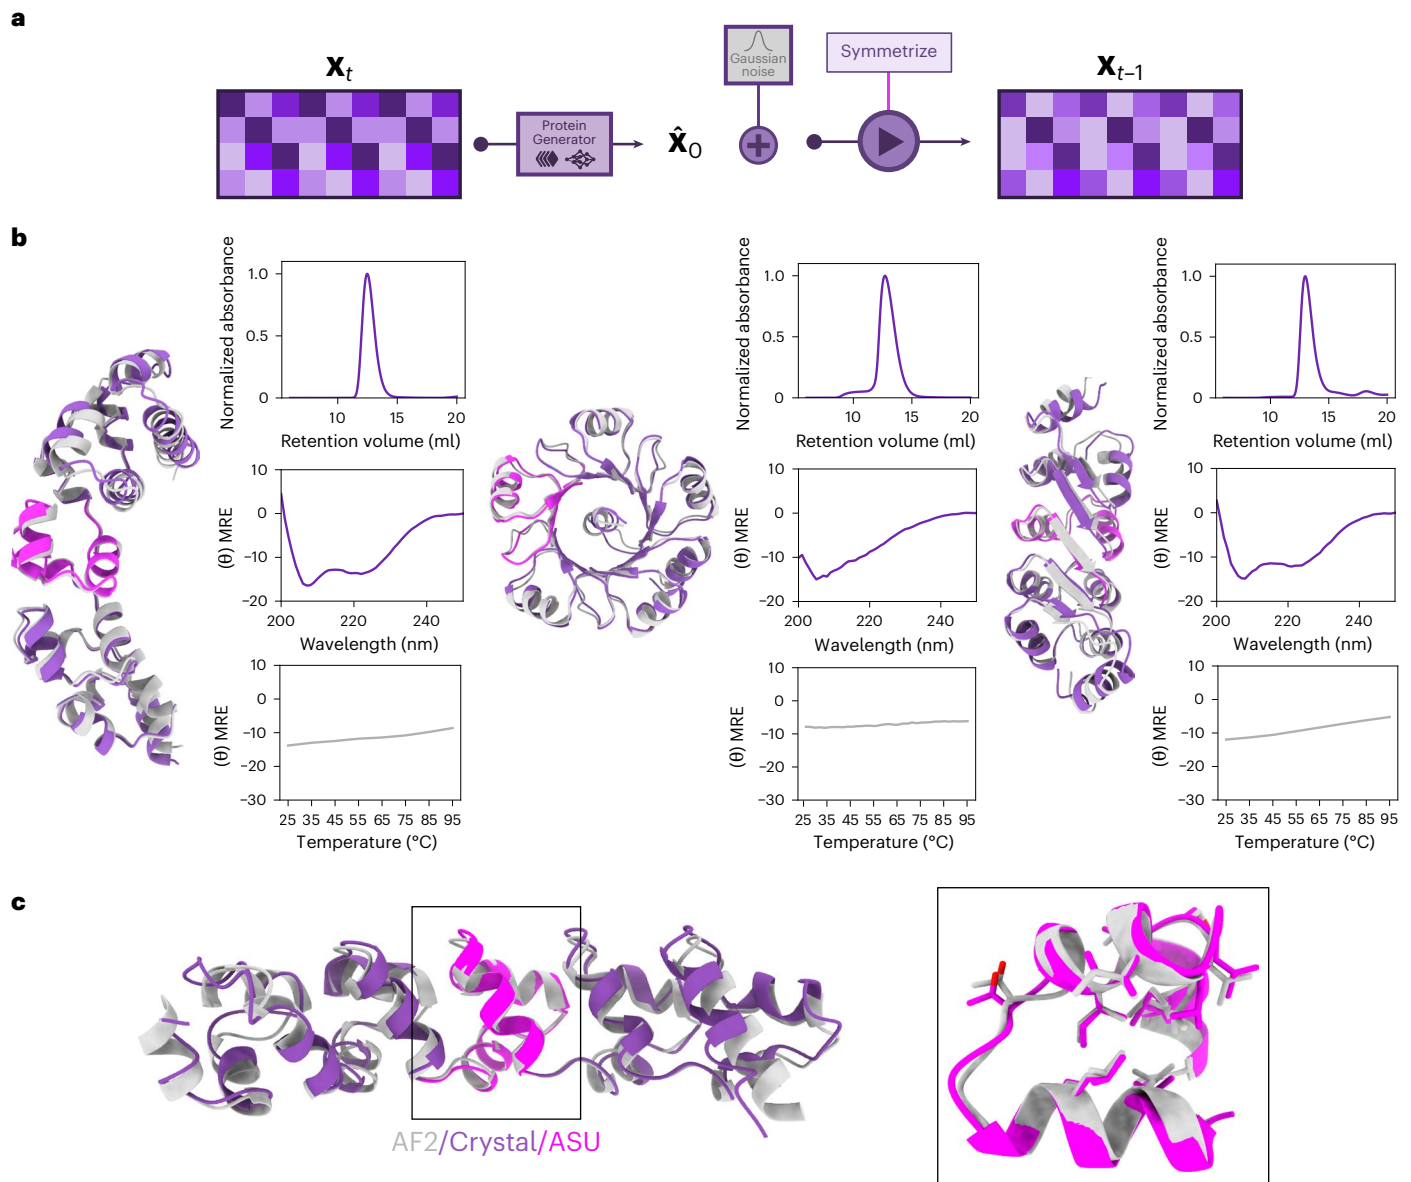 a
Xt
Protein
Generator
x̂0
Gaussian
noise
Symmetrize
Xt–1
b
Normalized absorbance
1.0
0.5
0
10
15
20
Retention volume (ml)
(θ) MRE
10
0
−10
−20
200
220
240
Wavelength (nm)
(θ) MRE
10
0
−10
−20
−30
25 35 45 55 65 75 85 95
Temperature (°C)
Normalized absorbance
1.0
0.5
0
10
15
20
Retention volume (ml)
(θ) MRE
10
0
−10
−20
200
220
240
Wavelength (nm)
(θ) MRE
10
0
−10
−20
−30
25 35 45 55 65 75 85 95
Temperature (°C)
Normalized absorbance
1.0
0.5
0
10
15
20
Retention volume (ml)
(θ) MRE
10
0
−10
−20
200
220
240
Wavelength (nm)
(θ) MRE
10
0
−10
−20
−30
25 35 45 55 65 75 85 95
Temperature (°C)
c
AF2/Crystal/ASU